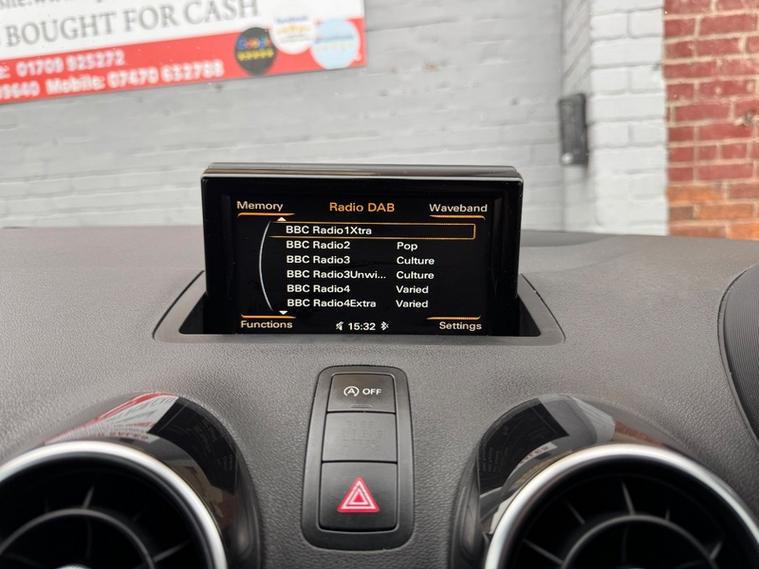 BOUGHT FOR CASH
01709 925272
Mobile: 07470 632788
Memory Radio DAB Waveband
BBC Radio1Xtra
BBC Radio2 Pop
BBC Radio3 Culture
BBC Radio3Unwi... Culture
BBC Radio4 Varied
BBC Radio4Extra Varied
Functions 15:32 Settings
A OFF